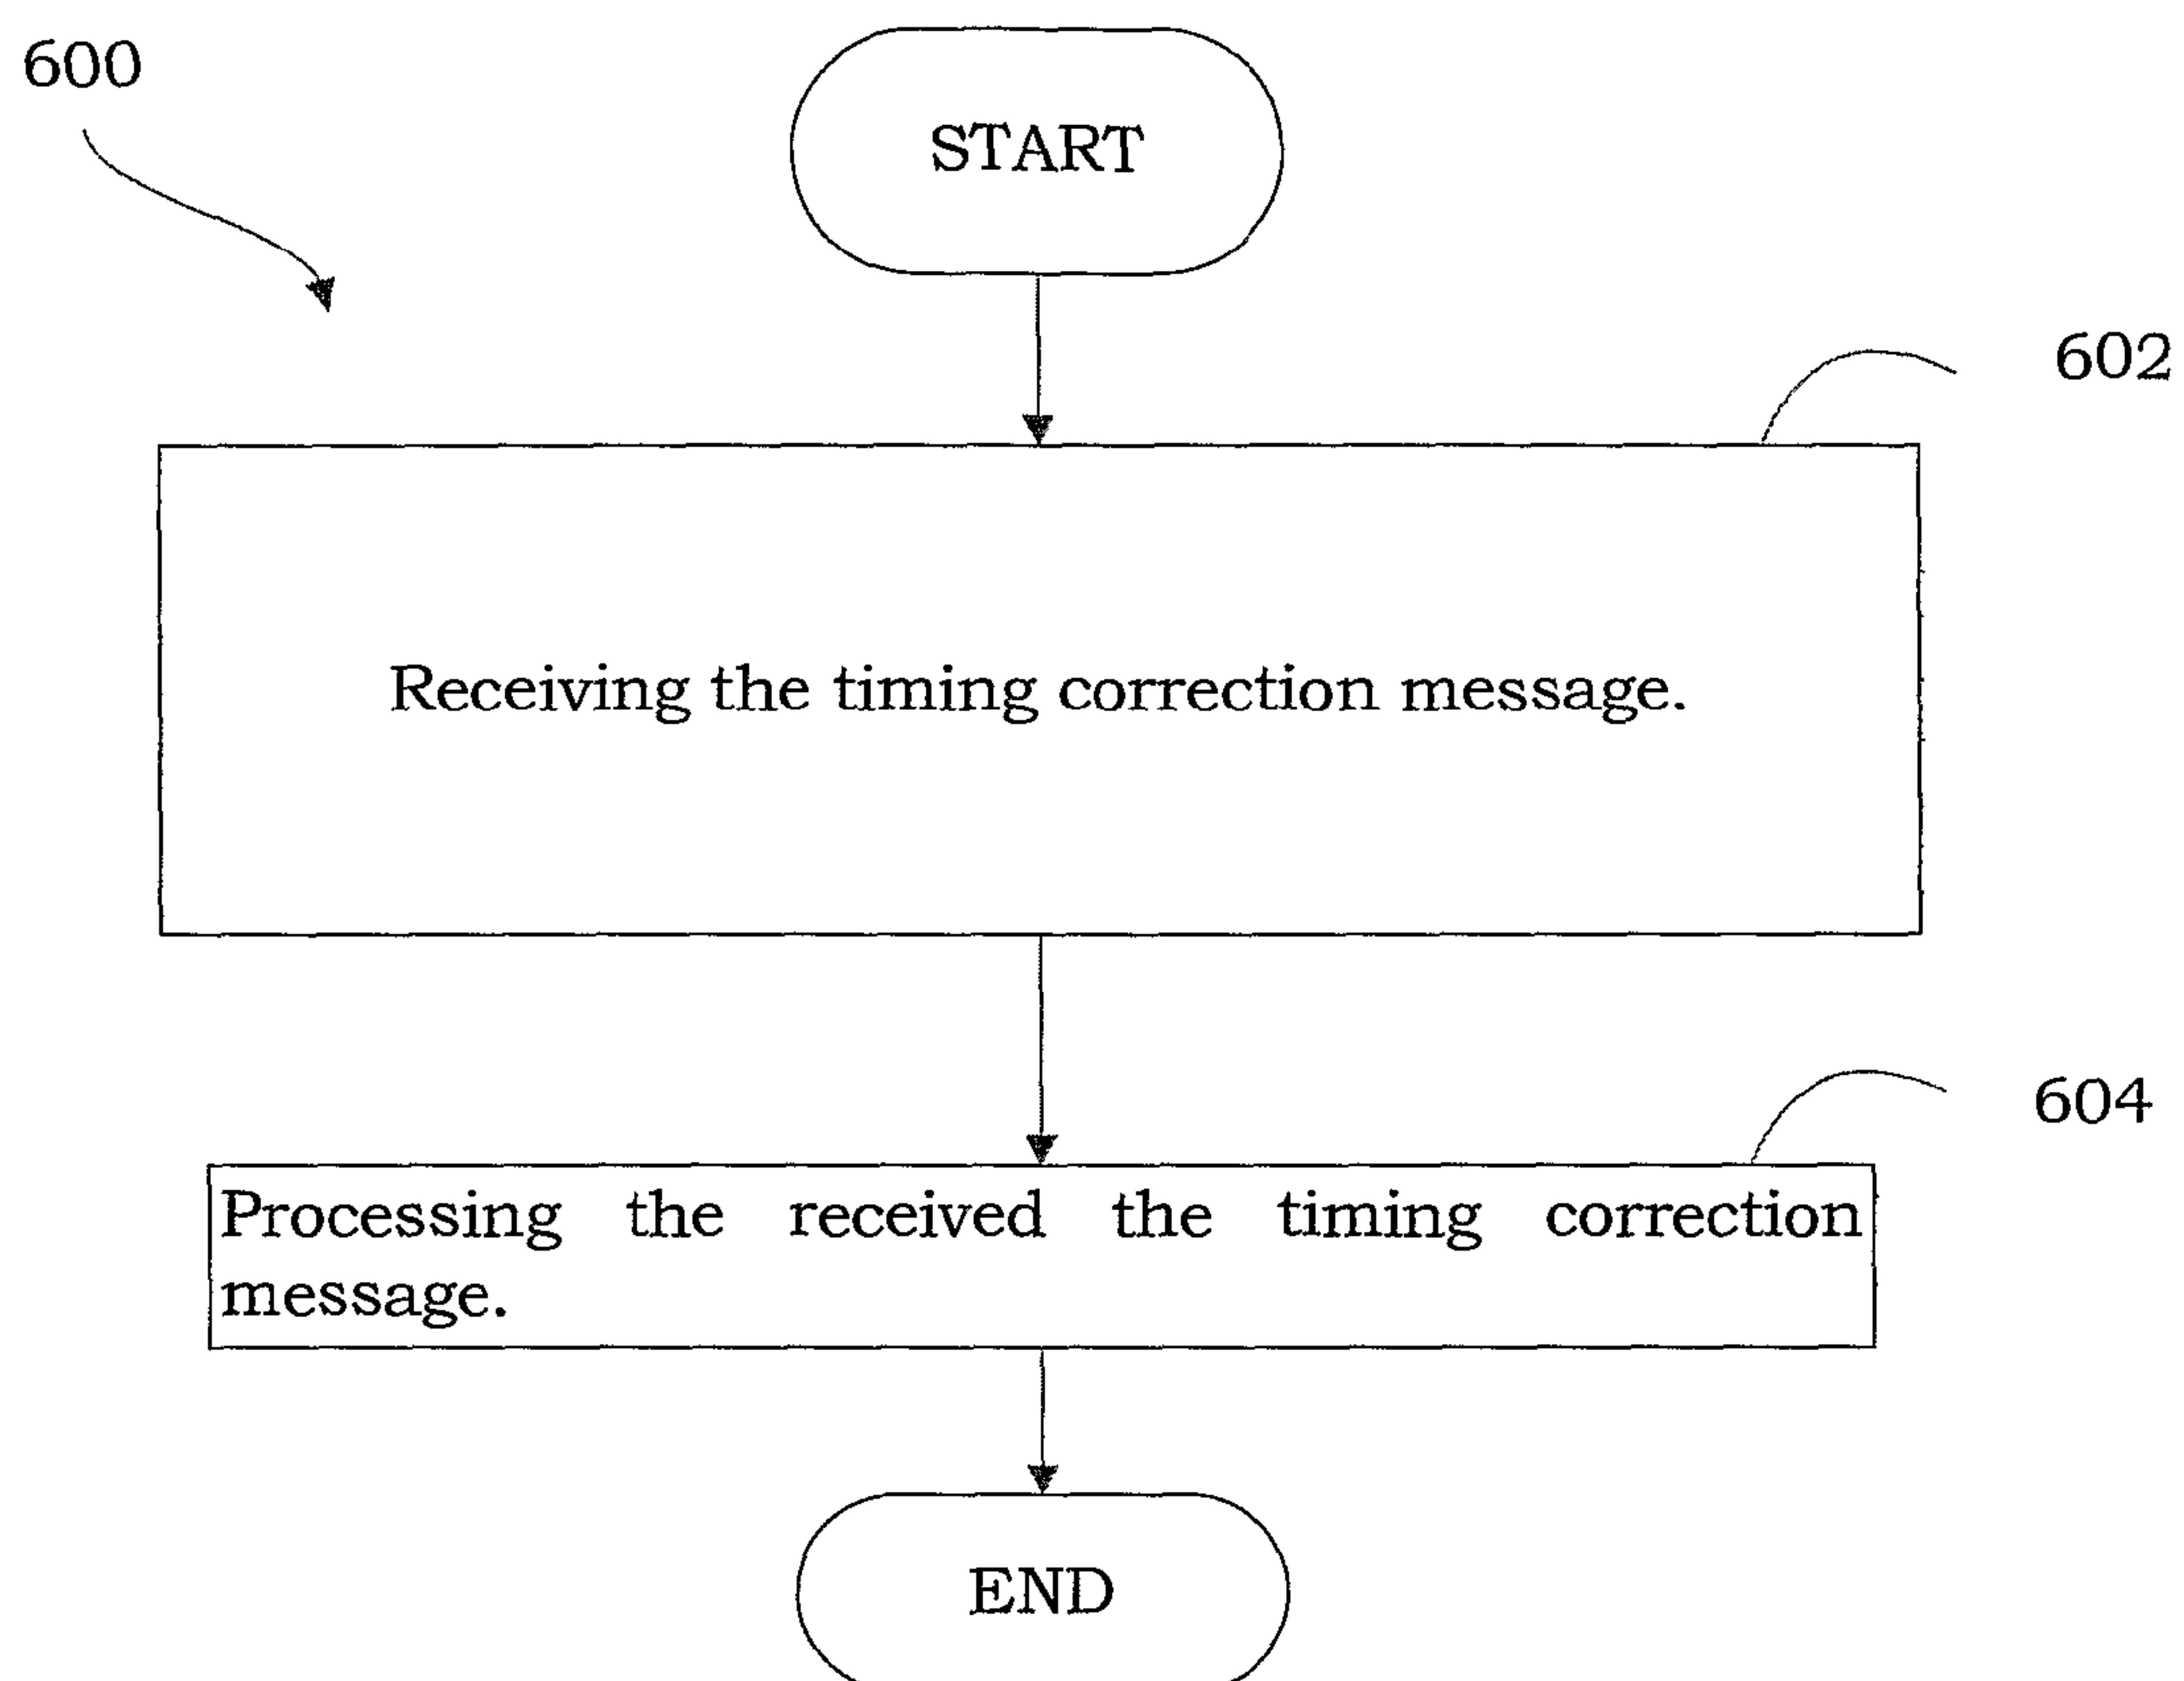 600
START
602
Receiving the timing correction message.
604
Processing the received the timing correction
message.
END